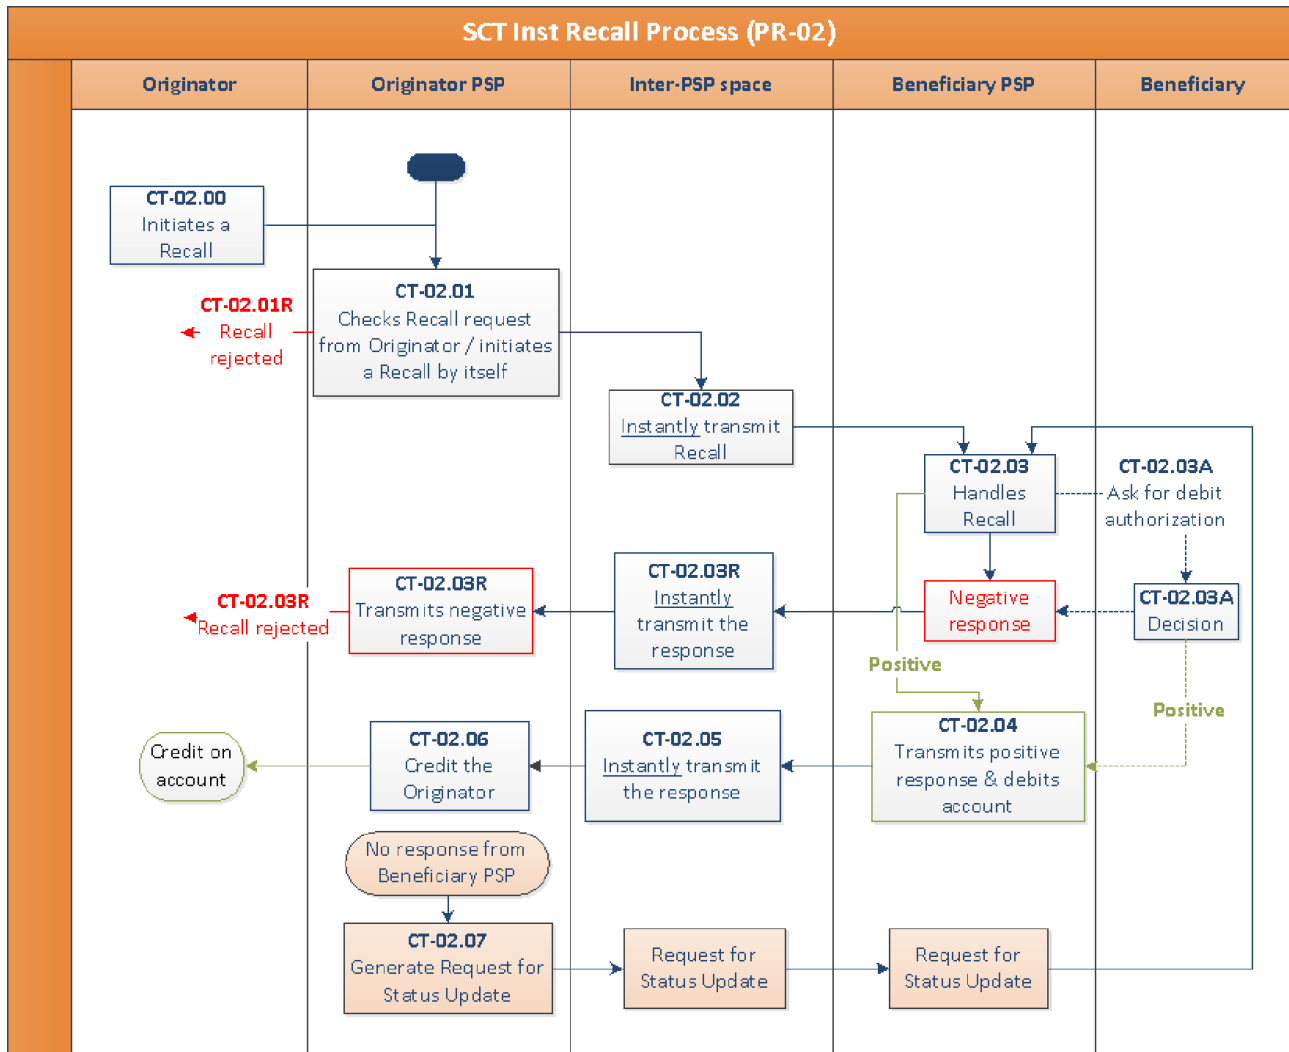 SCT Inst Recall Process (PR-02)
Originator
Originator PSP
Inter-PSP space
Beneficiary PSP
Beneficiary
CT-02.00
Initiates a
Recall
CT-02.01
Checks Recall request
from Originator / initiates
a Recall by itself
CT-02.01R
Recall
rejected
CT-02.02
Instantly transmit
Recall
CT-02.03
Handles
Recall
CT-02.03A
Ask for debit
authorization
CT-02.03R
Recall rejected
CT-02.03R
Transmits negative
response
CT-02.03R
Instantly
transmit the
response
Negative
response
CT-02.03A
Decision
Positive
Positive
Credit on
account
CT-02.06
Credit the
Originator
CT-02.05
Instantly transmit
the response
CT-02.04
Transmits positive
response & debits
account
No response from
Beneficiary PSP
CT-02.07
Generate Request for
Status Update
Request for
Status Update
Request for
Status Update